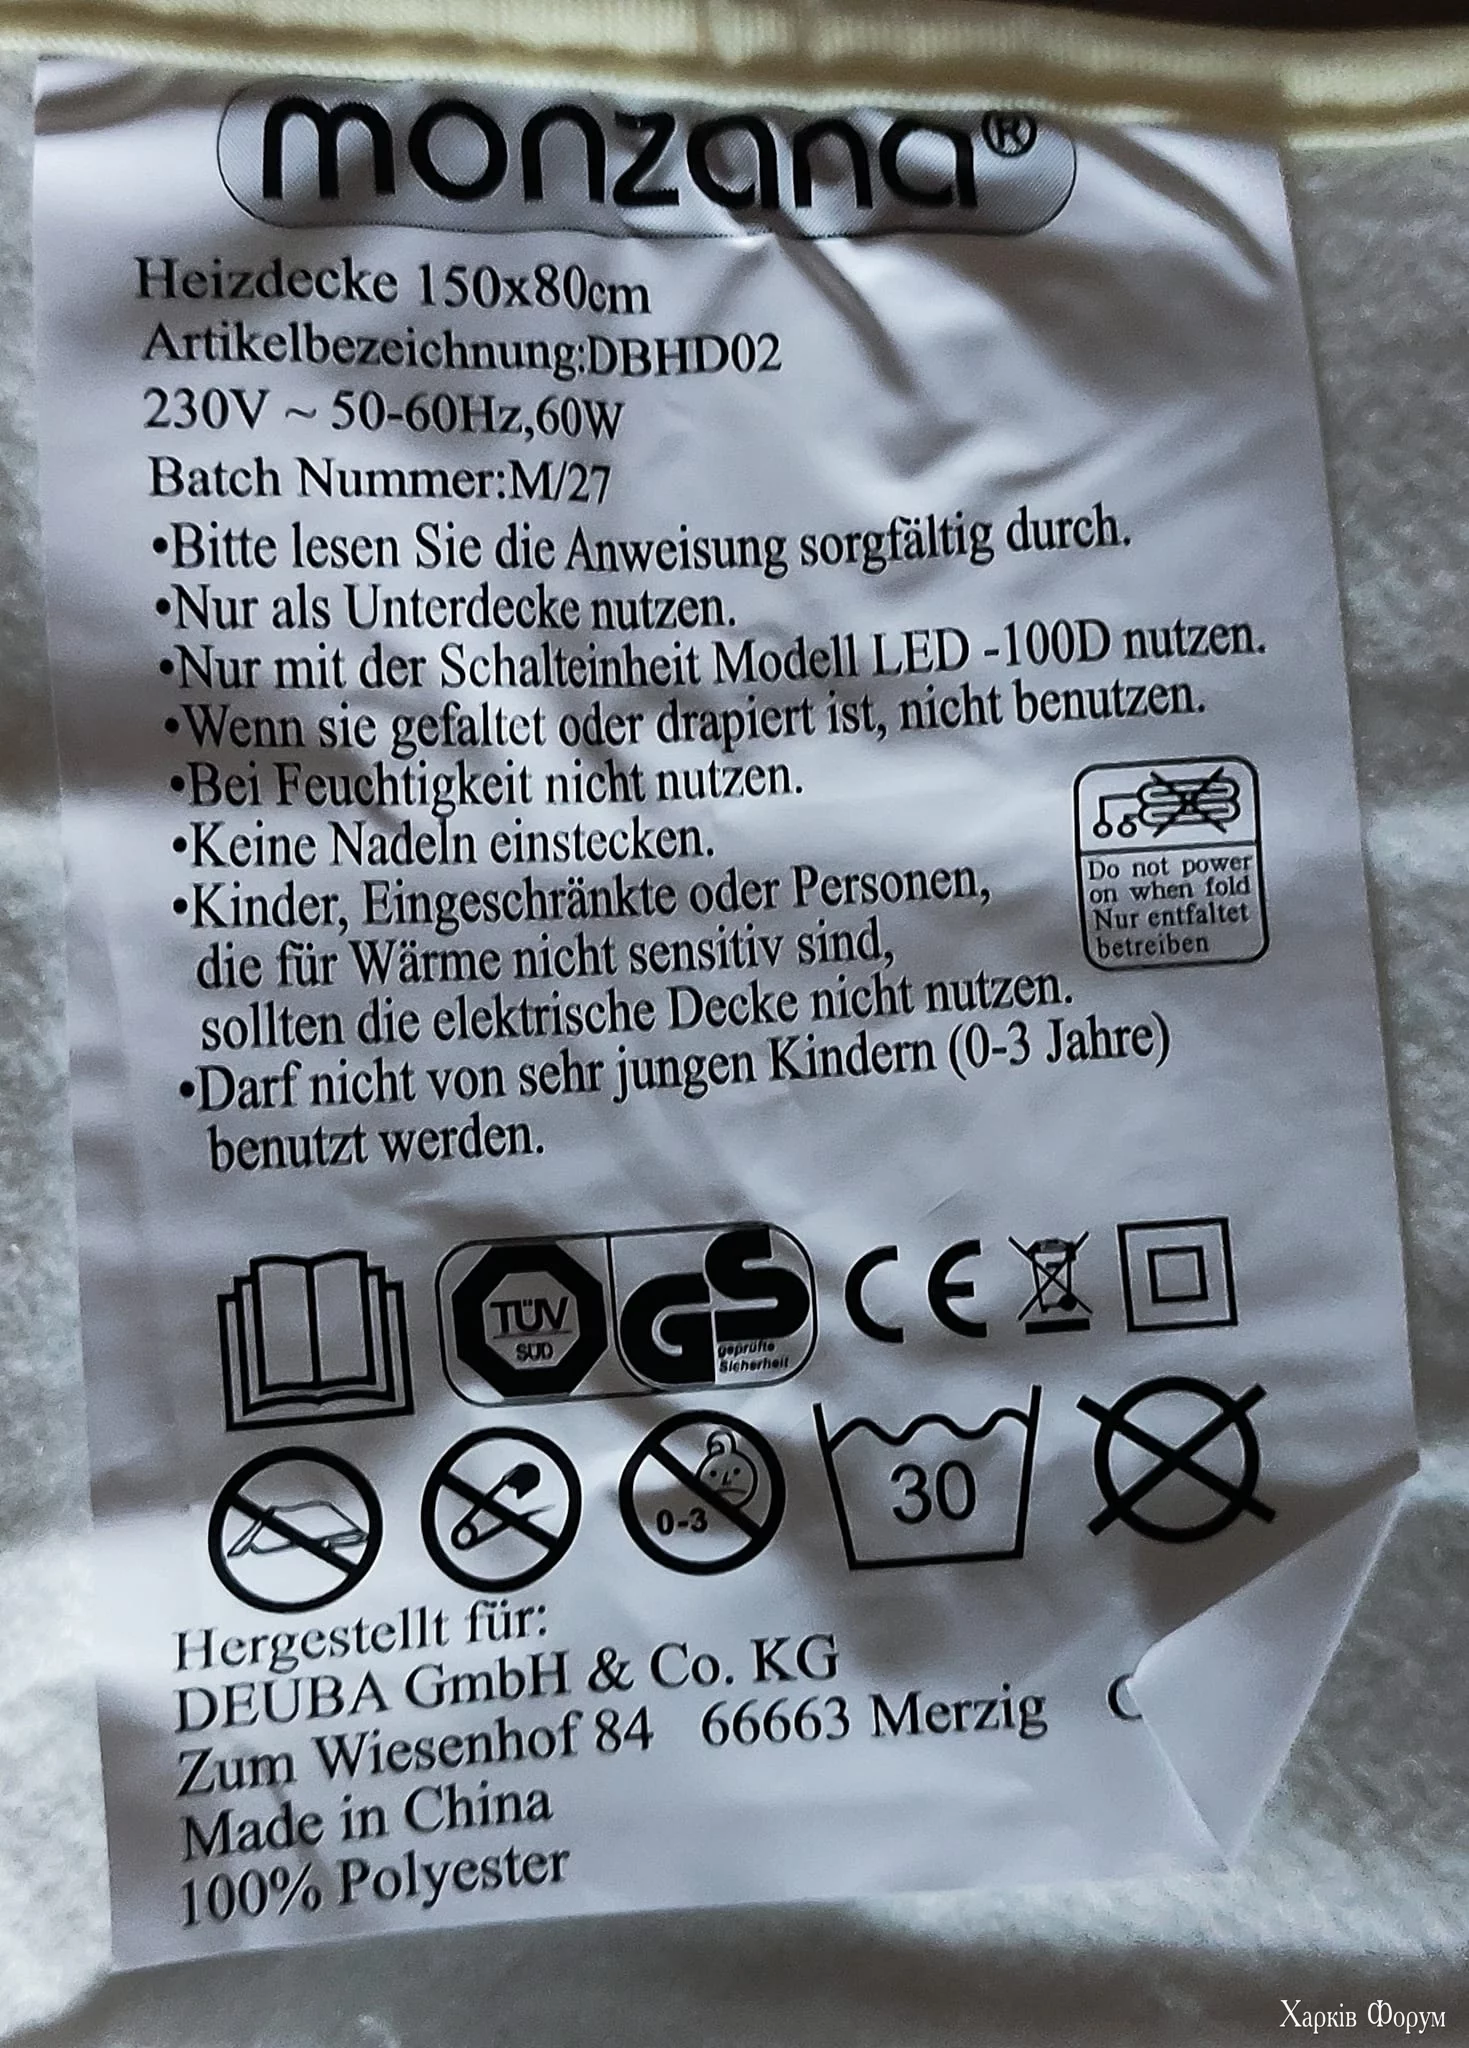 monzana®
Heizdecke 150x80cm
Artikelbezeichnung:DBHD02
230V ~ 50-60Hz,60W
Batch Nummer:M/27
•Bitte lesen Sie die Anweisung sorgfältig durch.
•Nur als Unterdecke nutzen.
•Nur mit der Schalteinheit Modell LED -100D nutzen.
•Wenn sie gefaltet oder drapiert ist, nicht benutzen.
•Bei Feuchtigkeit nicht nutzen.
•Keine Nadeln einstecken.
•Kinder, Eingeschränkte oder Personen,
die für Wärme nicht sensitiv sind,
sollten die elektrische Decke nicht nutzen.
•Darf nicht von sehr jungen Kindern (0-3 Jahre)
benutzt werden.
Do not power
on when fold
Nur entfaltet
betreiben
TÜV
SÜD
GS
geprüfte
Sicherheit
CE
0-3
30
Hergestellt für:
DEUBA GmbH & Co. KG
Zum Wiesenhof 84 66663 Merzig
Made in China
100% Polyester
Харків Форум